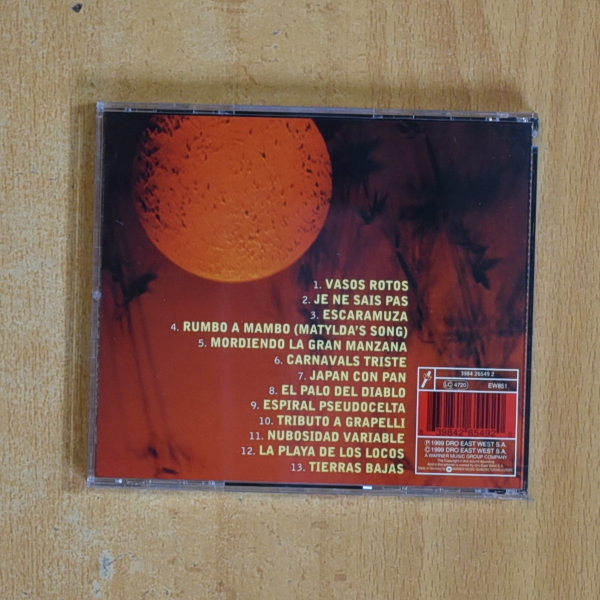 1. VASOS ROTOS
2. JE NE SAIS PAS
3. ESCARAMUZA
4. RUMBO A MAMBO (MATYLDA'S SONG)
5. MORDIENDO LA GRAN MANZANA
6. CARNAVALS TRISTE
7. JAPAN CON PAN
8. EL PALO DEL DIABLO
9. ESPIRAL PSEUDOCELTA
10. TRIBUTO A GRAPELLI
11. NUBOSIDAD VARIABLE
12. LA PLAYA DE LOS LOCOS
13. TIERRAS BAJAS
3984 26549 2
LC 4720 EW851
℗ 1999 DRO EAST WEST S.A.
© 1999 DRO EAST WEST S.A.
A WARNER MUSIC GROUP COMPANY